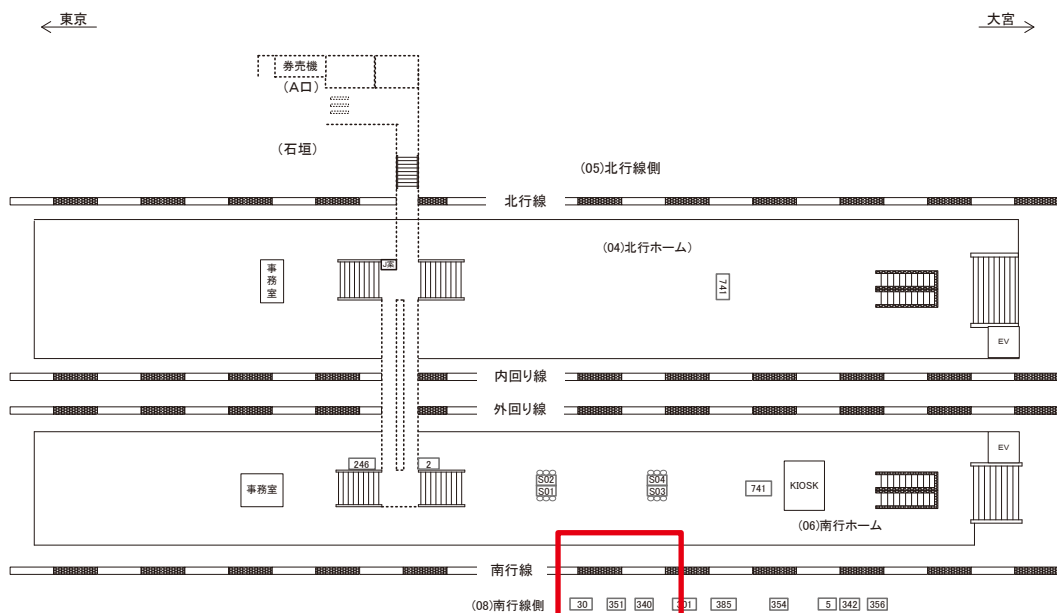 東京
大宮
券売機
(A口)
(石垣)
(05)北行線側
北行線
(04)北行ホーム)
事務室
J案
741
EV
内回り線
外回り線
EV
246
2
事務室
S02
S01
S04
S03
741
KIOSK
(06)南行ホーム
南行線
(08)南行線側
30
351
340
301
385
354
5
342
356